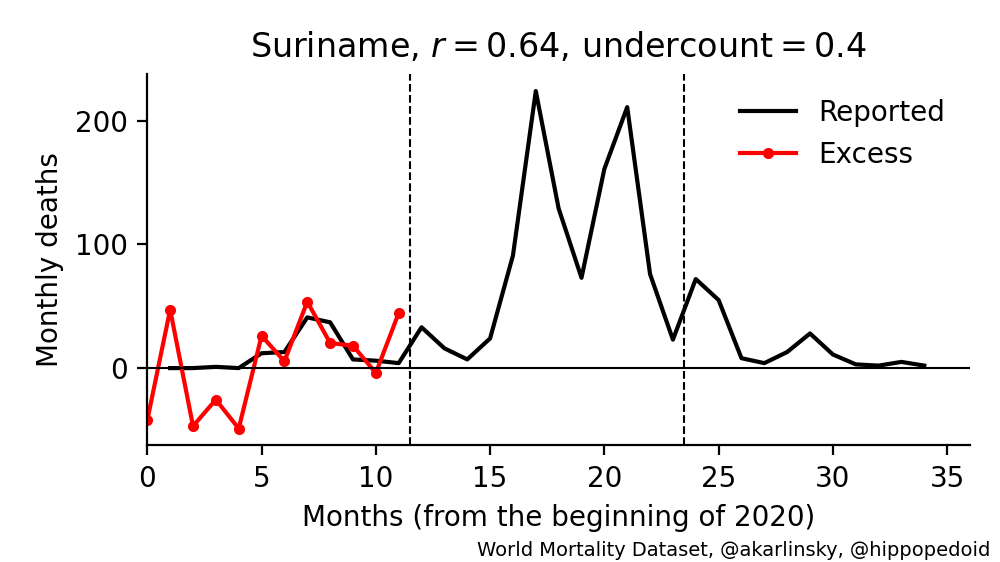 Suriname, r = 0.64, undercount = 0.4
Monthly deaths
200
100
0
Reported
Excess
0 5 10 15 20 25 30 35
Months (from the beginning of 2020)
World Mortality Dataset, @akarlinsky, @hippopedoid